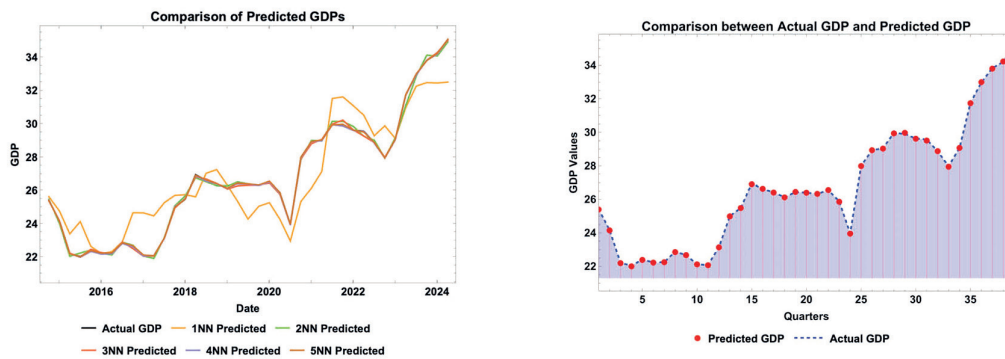 Comparison of Predicted GDPs
GDP
34
32
30
28
26
24
22
2016 2018 2020 2022 2024
Date
Actual GDP 1NN Predicted 2NN Predicted
3NN Predicted 4NN Predicted 5NN Predicted
Comparison between Actual GDP and Predicted GDP
GDP Values
34
32
30
28
26
24
22
5 10 15 20 25 30 35
Quarters
Predicted GDP Actual GDP